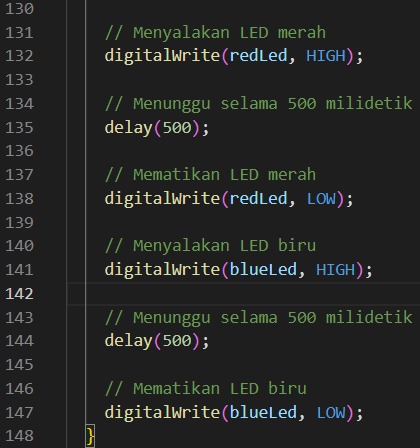 130
131 // Menyalakan LED merah
132 digitalWrite(redLed, HIGH);
133
134 // Menunggu selama 500 milidetik
135 delay(500);
136
137 // Mematikan LED merah
138 digitalWrite(redLed, LOW);
139
140 // Menyalakan LED biru
141 digitalWrite(blueLed, HIGH);
142
143 // Menunggu selama 500 milidetik
144 delay(500);
145
146 // Mematikan LED biru
147 digitalWrite(blueLed, LOW);
148 }